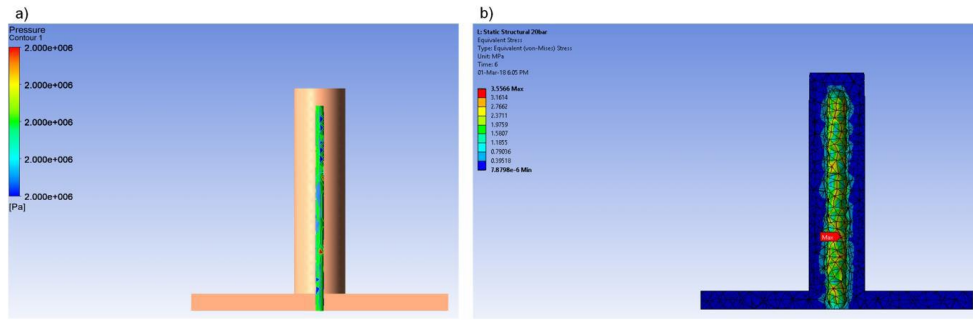 a)
Pressure
Contour 1
2.000e+006
2.000e+006
2.000e+006
2.000e+006
2.000e+006
[Pa]
b)
L: Static Structural 20bar
Equivalent Stress
Type: Equivalent (von-Mises) Stress
Unit: MPa
Time: 6
01-Mar-18 6:05 PM
3.5566 Max
3.1614
2.7662
2.3711
1.9759
1.5807
1.1855
0.79036
0.39518
7.8798e-6 Min
Max